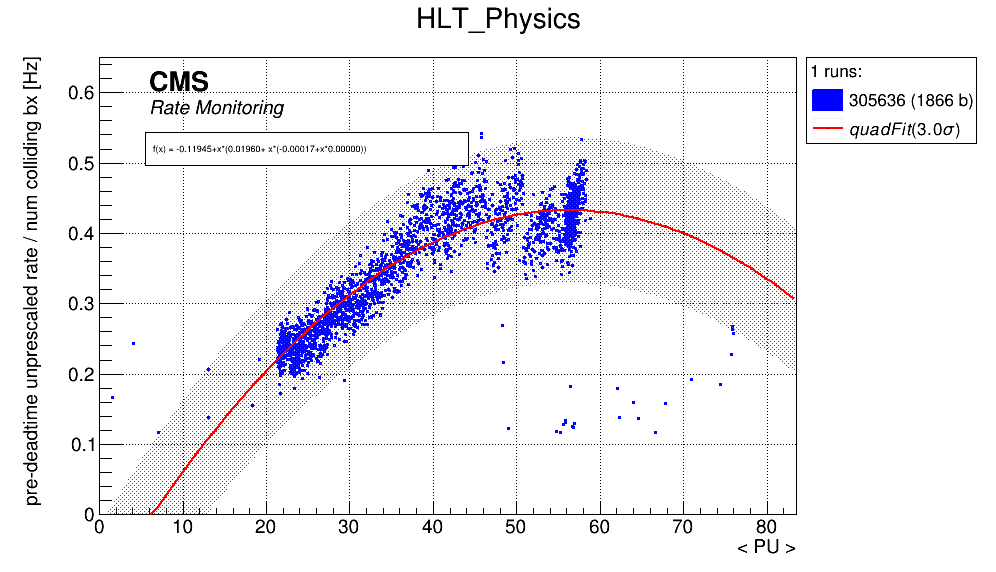 HLT_Physics
pre-deadtime unprescaled rate / num colliding bx [Hz]
CMS
Rate Monitoring
f(x) = -0.11945+x*(0.01960+ x*(-0.00017+x*0.00000))
1 runs:
305636 (1866 b)
quadFit(3.0σ)
0.6
0.5
0.4
0.3
0.2
0.1
0
0 10 20 30 40 50 60 70 80
< PU >